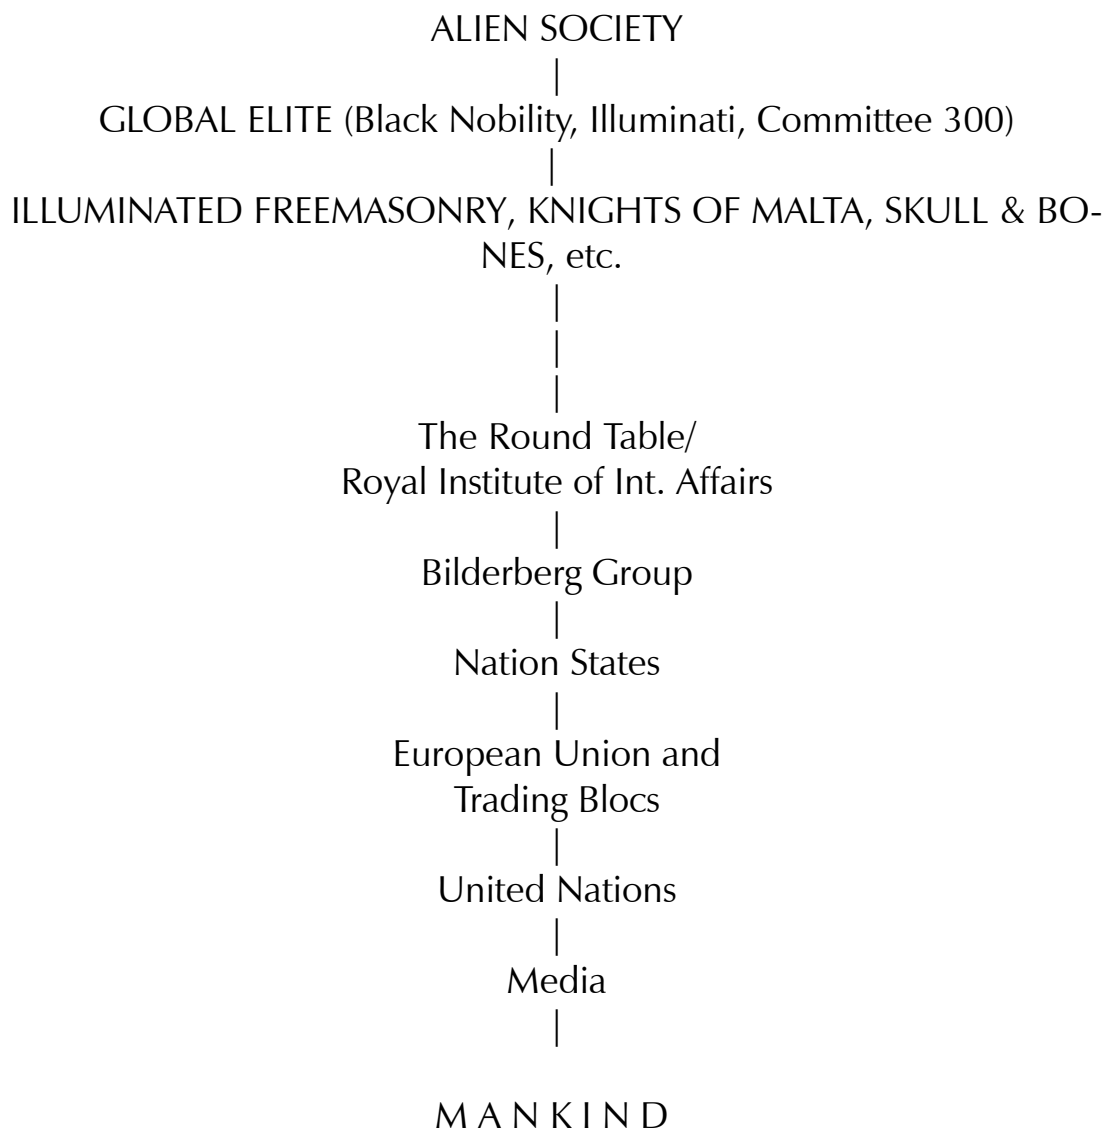 ALIEN SOCIETY
|
GLOBAL ELITE (Black Nobility, Illuminati, Committee 300)
|
ILLUMINATED FREEMASONRY, KNIGHTS OF MALTA, SKULL & BO-
NES, etc.
|
|
|
The Round Table/
Royal Institute of Int. Affairs
|
Bilderberg Group
|
Nation States
|
European Union and
Trading Blocs
|
United Nations
|
Media
|
M A N K I N D